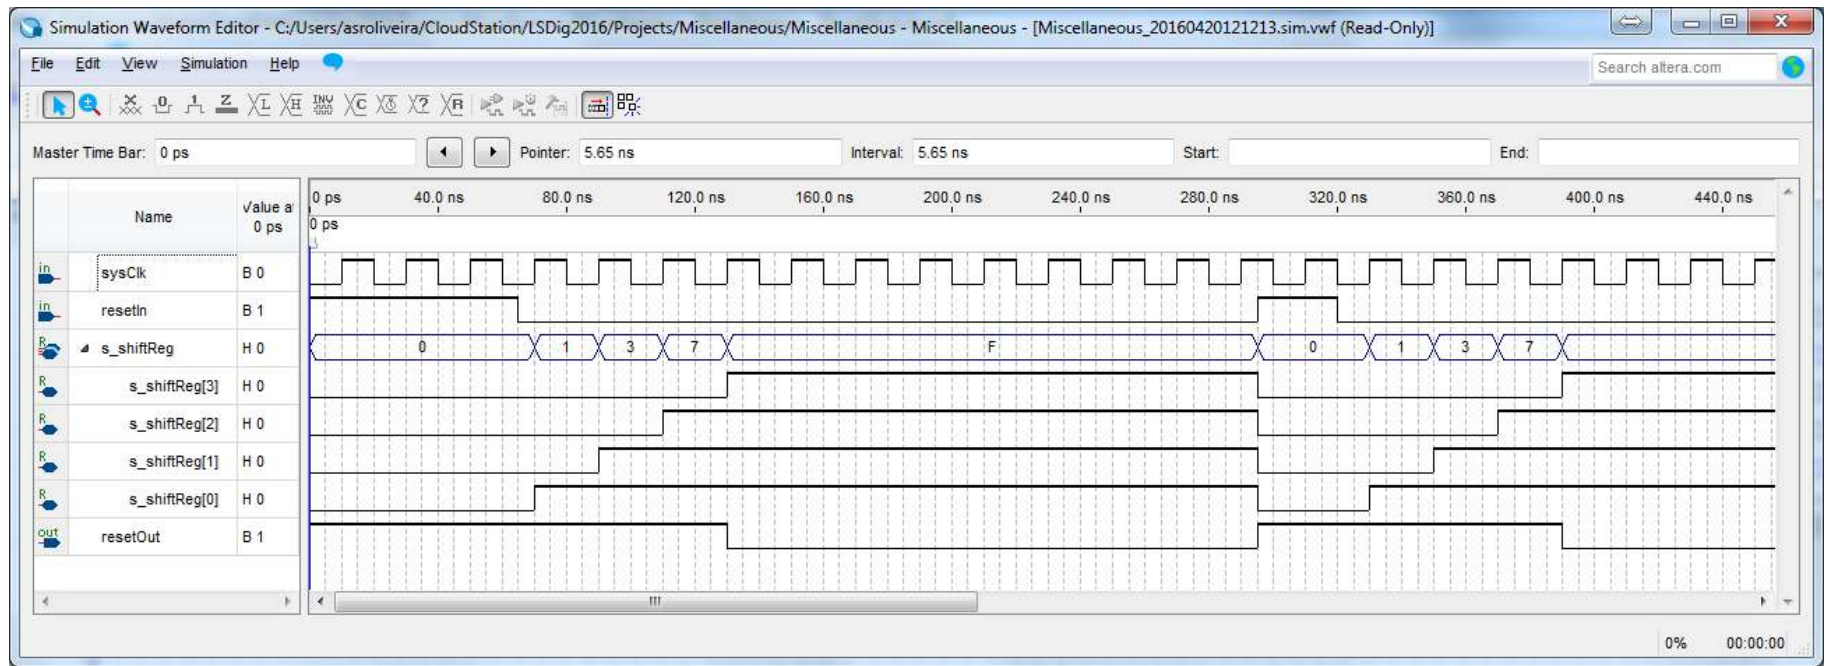 Simulation Waveform Editor - C:/Users/asroliveira/CloudStation/LSDig2016/Projects/Miscellaneous/Miscellaneous - Miscellaneous - [Miscellaneous_20160420121213.sim.vwf (Read-Only)]
File Edit View Simulation Help Search altera.com
Master Time Bar: 0 ps Pointer: 5.65 ns Interval: 5.65 ns Start: End:
Name Value at 0 ps
0 ps 40.0 ns 80.0 ns 120.0 ns 160.0 ns 200.0 ns 240.0 ns 280.0 ns 320.0 ns 360.0 ns 400.0 ns 440.0 ns
0 ps
in sysClk B 0
in resetIn B 1
R s_shiftReg H 0 0 1 3 7 F 0 1 3 7
R s_shiftReg[3] H 0
R s_shiftReg[2] H 0
R s_shiftReg[1] H 0
R s_shiftReg[0] H 0
out resetOut B 1
0% 00:00:00